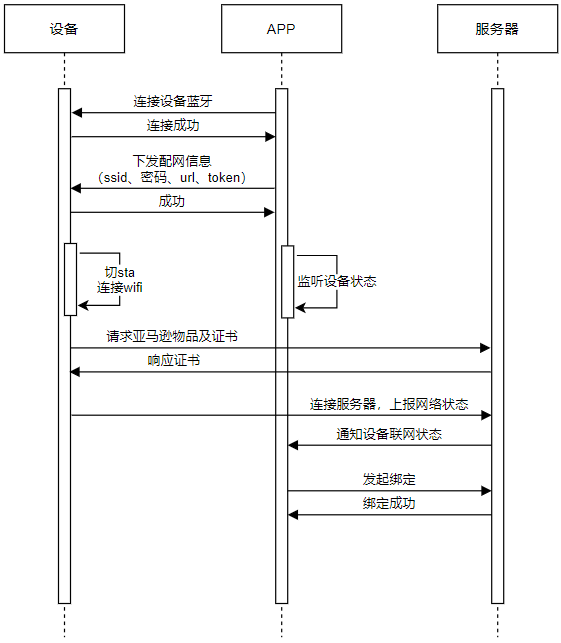 设备
APP
服务器
连接设备蓝牙
连接成功
下发配网信息
（ssid、密码、url、token）
成功
切sta
连接wifi
监听设备状态
请求亚马逊物品及证书
响应证书
连接服务器，上报网络状态
通知设备联网状态
发起绑定
绑定成功